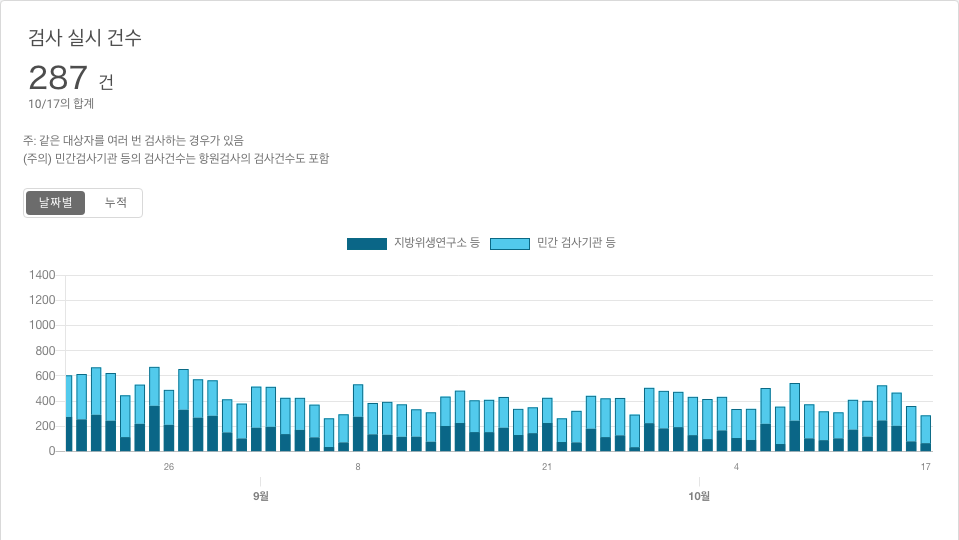 검사 실시 건수
287 건
10/17의 합계
주: 같은 대상자를 여러 번 검사하는 경우가 있음
(주의) 민간검사기관 등의 검사건수는 항원검사의 검사건수도 포함
날짜별 누적
지방위생연구소 등 민간 검사기관 등
1400
1200
1000
800
600
400
200
0
26 8 21 4 17
9월 10월